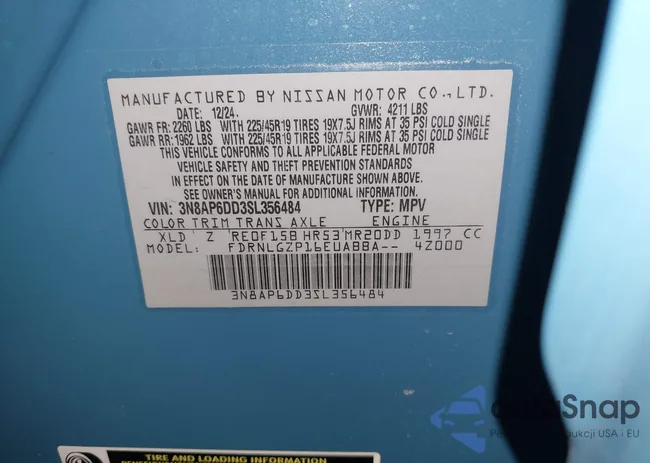 MANUFACTURED BY NISSAN MOTOR CO.,LTD.
DATE: 12/24. GVWR: 4211 LBS
GAWR FR: 2260 LBS WITH 225/45R19 TIRES 19X7.5J RIMS AT 35 PSI COLD SINGLE
GAWR RR: 1962 LBS WITH 225/45R19 TIRES 19X7.5J RIMS AT 35 PSI COLD SINGLE
THIS VEHICLE CONFORMS TO ALL APPLICABLE FEDERAL MOTOR
VEHICLE SAFETY AND THEFT PREVENTION STANDARDS
IN EFFECT ON THE DATE OF MANUFACTURE SHOWN ABOVE.
SEE OWNER'S MANUAL FOR ADDITIONAL INFORMATION.
VIN: 3N8AP6DD3SL356484 TYPE: MPV
COLOR TRIM TRANS AXLE ENGINE
XLD Z RE0F15B HR53 MR20DD 1997 CC
MODEL: FDRNLGZP16EUABBA-- 4Z000
3N8AP6DD3SL356484
TIRE AND LOADING INFORMATION
autoSnap
USA i EU